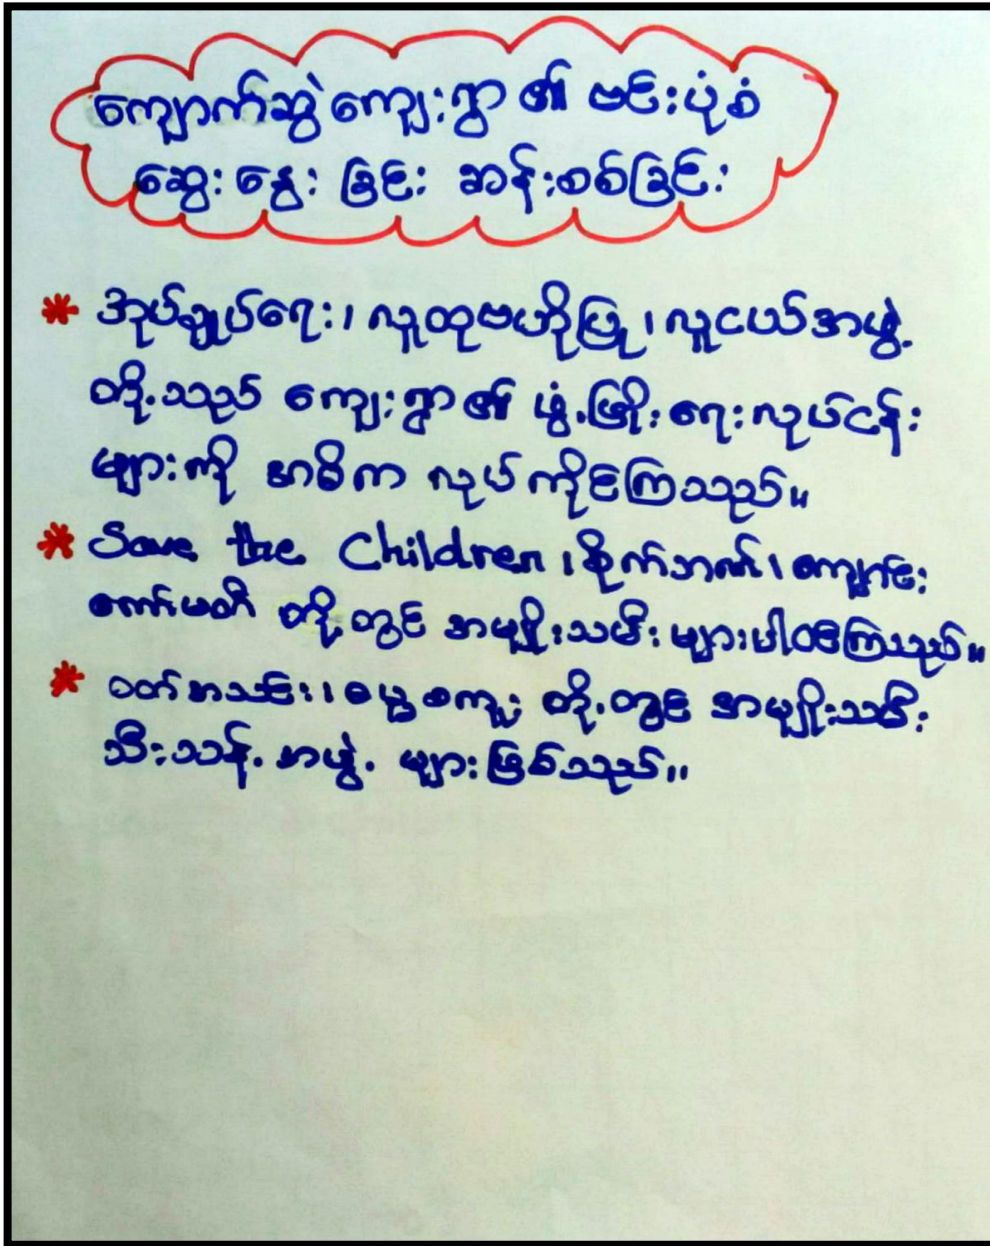 ကျောက်ဆွဲကျေးရွာ ၏ ဗင်းပုံစံ
ဆွေးနွေးခြင်း ဆန်းစစ်ခြင်း
* အုပ်ချုပ်ရေး၊ လူထုဗဟိုပြု ၊ လူငယ်အဖွဲ့
တို့သည် ကျေးရွာ၏ ဖွံ့ဖြိုးရေးလုပ်ငန်း
များကို အဓိက လုပ်ကိုင်ကြသည်။
* Save the Children ၊ စိုက်ဘဏ်၊ ကျောင်း
ကော်မတီ တို့တွင် အမျိုးသမီးများပါဝင်ကြသည်။
* ဝတ်အသင်း၊ ဓမ္မစကူး တို့တွင် အမျိုးသမီး
သီးသန့်အဖွဲ့ များဖြစ်သည်။